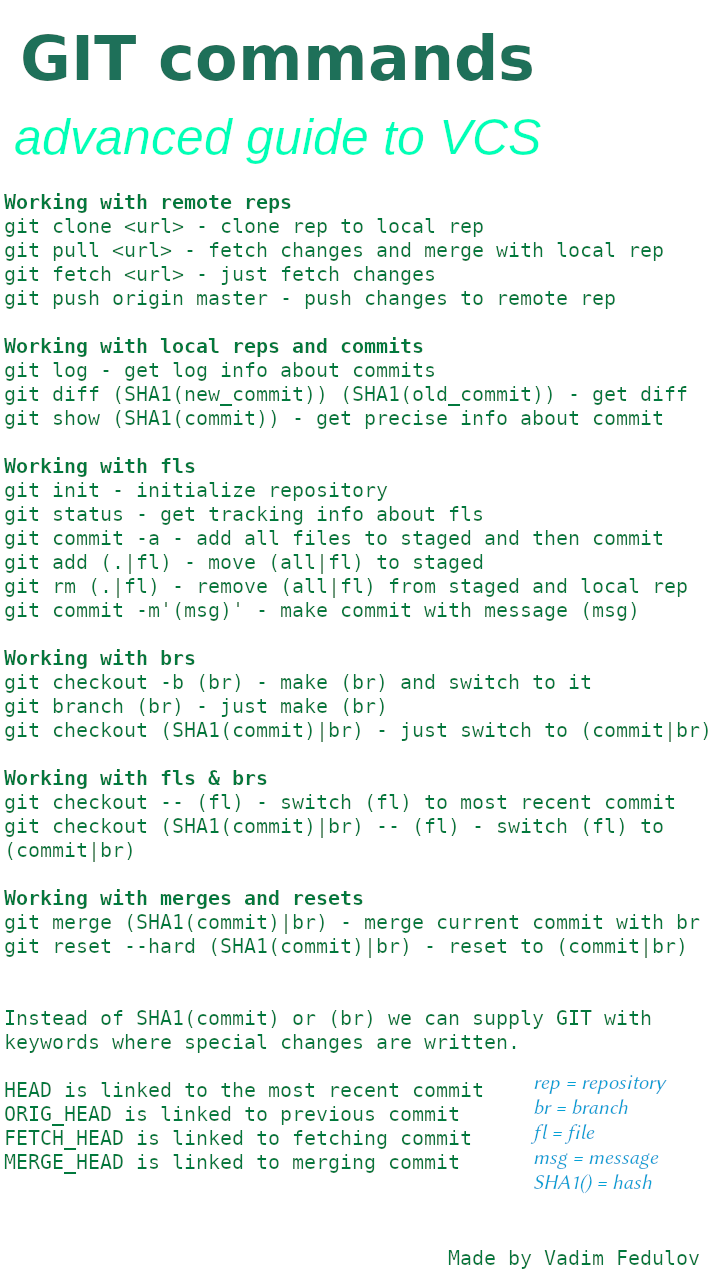 GIT commands
advanced guide to VCS
Working with remote reps
git clone <url> - clone rep to local rep
git pull <url> - fetch changes and merge with local rep
git fetch <url> - just fetch changes
git push origin master - push changes to remote rep
Working with local reps and commits
git log - get log info about commits
git diff (SHA1(new_commit)) (SHA1(old_commit)) - get diff
git show (SHA1(commit)) - get precise info about commit
Working with fls
git init - initialize repository
git status - get tracking info about fls
git commit -a - add all files to staged and then commit
git add (.|fl) - move (all|fl) to staged
git rm (.|fl) - remove (all|fl) from staged and local rep
git commit -m'(msg)' - make commit with message (msg)
Working with brs
git checkout -b (br) - make (br) and switch to it
git branch (br) - just make (br)
git checkout (SHA1(commit)|br) - just switch to (commit|br)
Working with fls & brs
git checkout -- (fl) - switch (fl) to most recent commit
git checkout (SHA1(commit)|br) -- (fl) - switch (fl) to
(commit|br)
Working with merges and resets
git merge (SHA1(commit)|br) - merge current commit with br
git reset --hard (SHA1(commit)|br) - reset to (commit|br)
Instead of SHA1(commit) or (br) we can supply GIT with
keywords where special changes are written.
HEAD is linked to the most recent commit
ORIG_HEAD is linked to previous commit
FETCH_HEAD is linked to fetching commit
MERGE_HEAD is linked to merging commit
rep = repository
br = branch
fl = file
msg = message
SHA1() = hash
Made by Vadim Fedulov